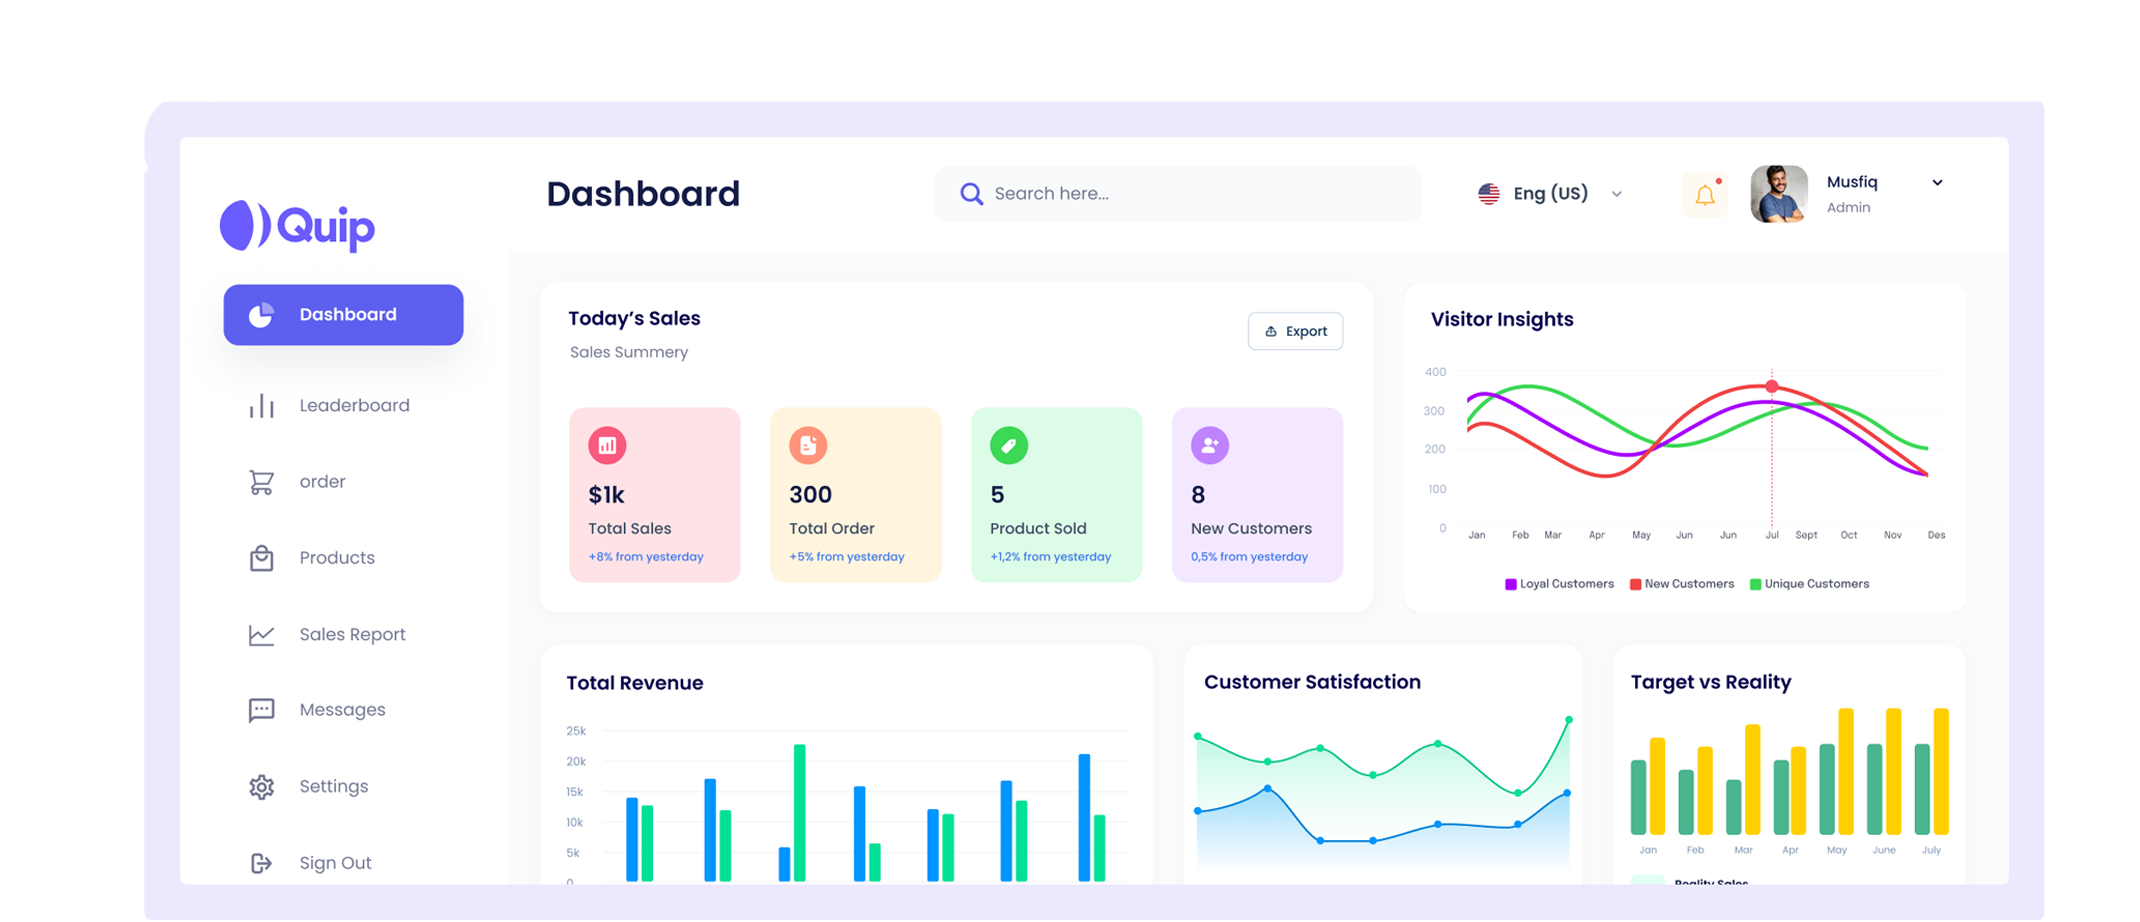 Quip
Dashboard
Search here...
Eng (US)
Musfiq
Admin
Dashboard
Leaderboard
order
Products
Sales Report
Messages
Settings
Sign Out
Today's Sales
Sales Summery
Export
$1k
Total Sales
+8% from yesterday
300
Total Order
+5% from yesterday
5
Product Sold
+1,2% from yesterday
8
New Customers
0,5% from yesterday
Visitor Insights
400
300
200
100
0
Jan Feb Mar Apr May Jun Jun Jul Sept Oct Nov Des
Loyal Customers New Customers Unique Customers
Total Revenue
25k
20k
15k
10k
5k
0
Customer Satisfaction
Target vs Reality
Jan Feb Mar Apr May June July
Reality Sales